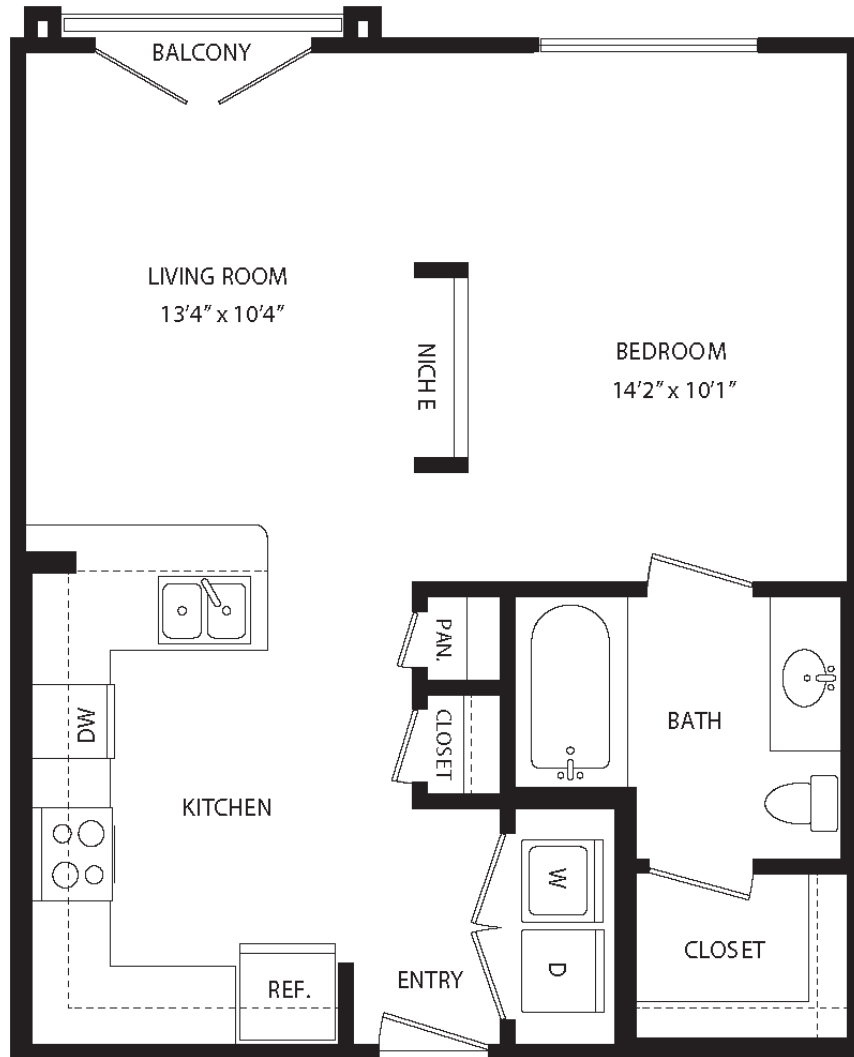 BALCONY
LIVING ROOM
13'4" x 10'4"
NICHE
BEDROOM
14'2" x 10'1"
PAN.
CLOSET
BATH
DW
KITCHEN
W
D
CLOSET
REF.
ENTRY